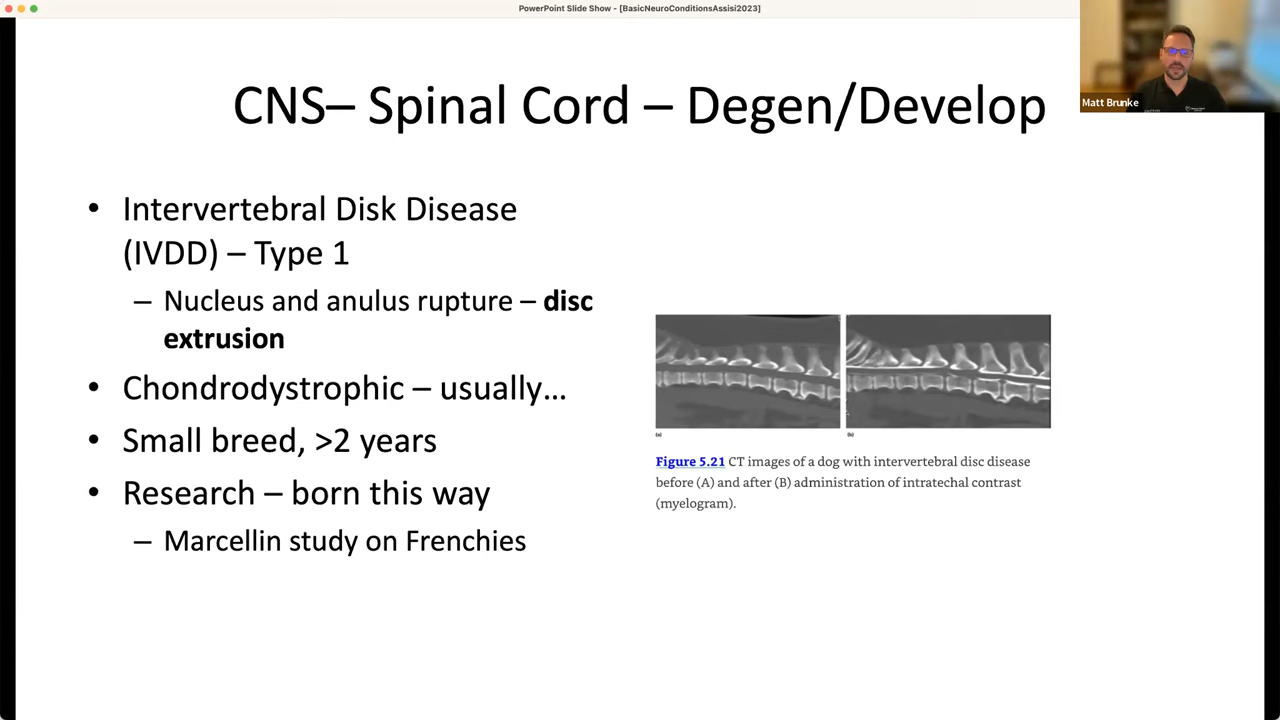 PowerPoint Slide Show - [BasicNeuroConditionsAssisi2023]
CNS– Spinal Cord – Degen/Develop
Matt Brunke
• Intervertebral Disk Disease
(IVDD) – Type 1
– Nucleus and anulus rupture – disc
extrusion
• Chondrodystrophic – usually…
• Small breed, >2 years
• Research – born this way
– Marcellin study on Frenchies
(a)
(b)
Figure 5.21 CT images of a dog with intervertebral disc disease
before (A) and after (B) administration of intratechal contrast
(myelogram).